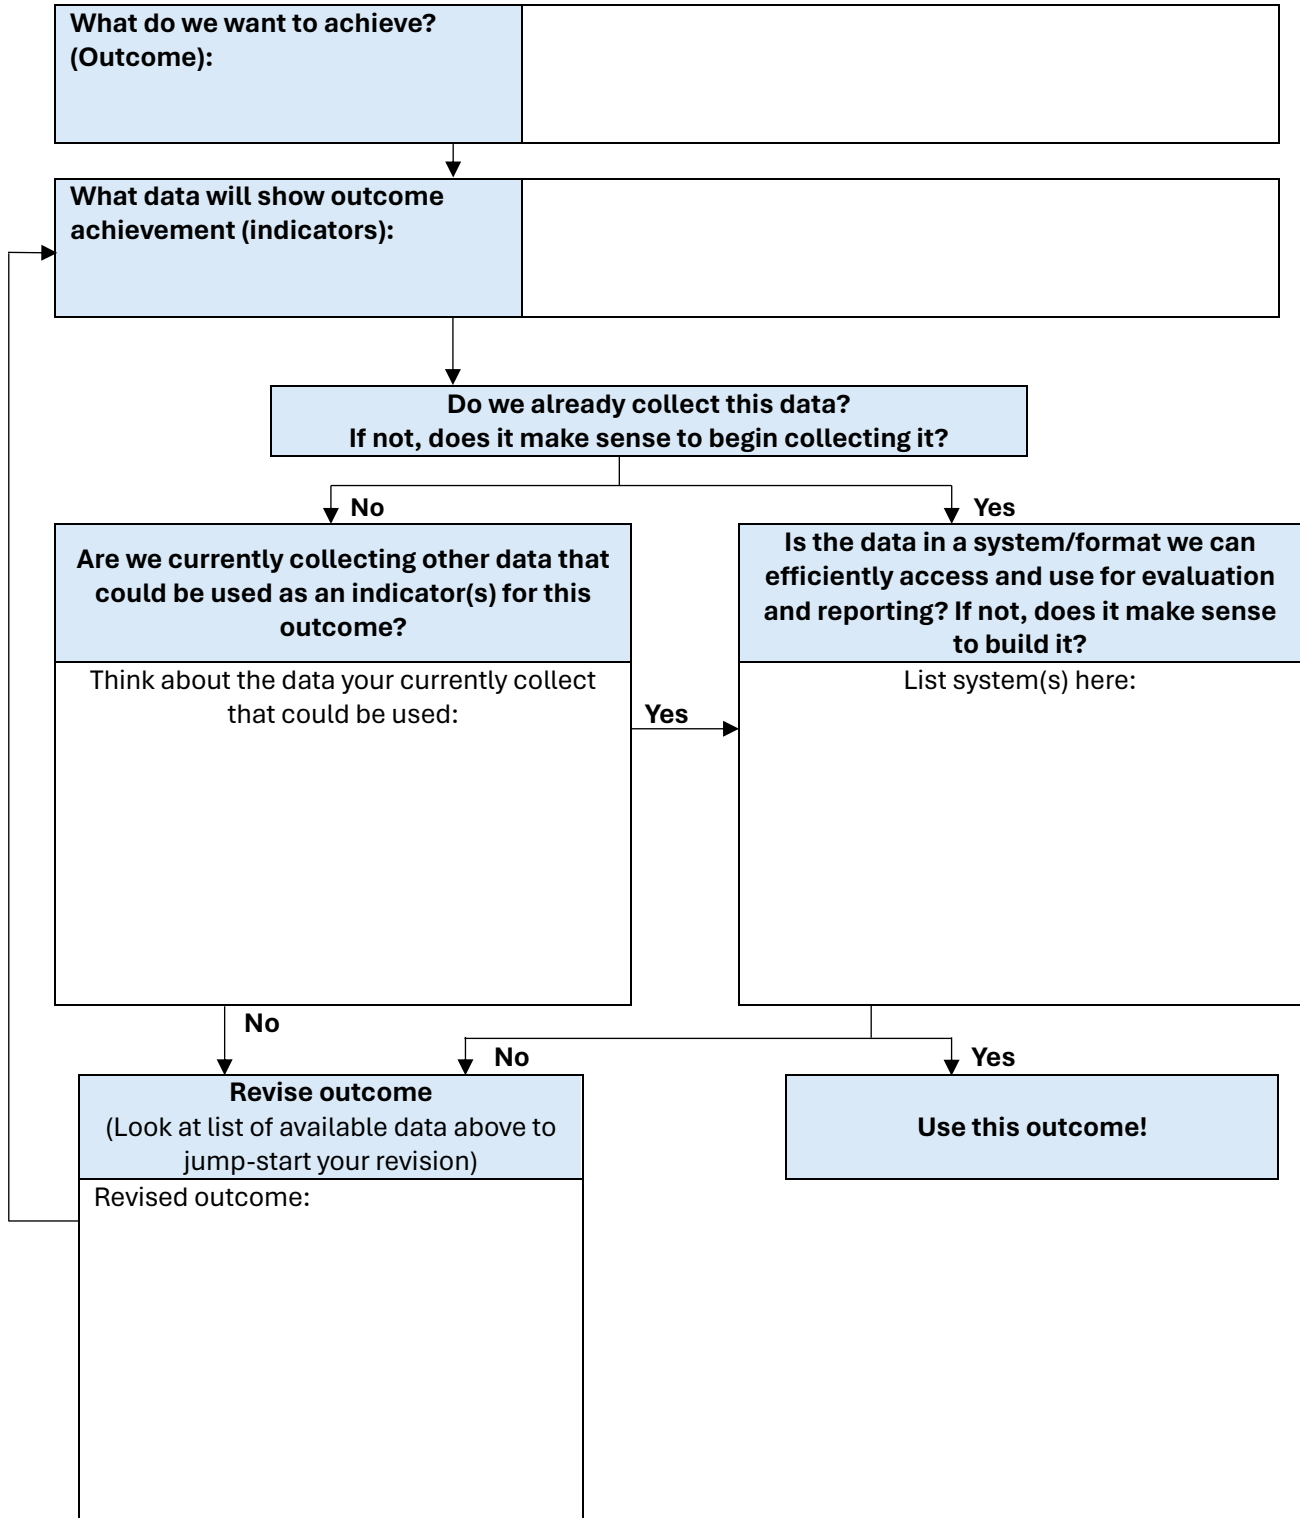 What do we want to achieve?
(Outcome):
What data will show outcome
achievement (indicators):
Do we already collect this data?
If not, does it make sense to begin collecting it?
No
Yes
Are we currently collecting other data that
could be used as an indicator(s) for this
outcome?
Think about the data your currently collect
that could be used:
Yes
Is the data in a system/format we can
efficiently access and use for evaluation
and reporting? If not, does it make sense
to build it?
List system(s) here:
No
No
Yes
Revise outcome
(Look at list of available data above to
jump-start your revision)
Revised outcome:
Use this outcome!